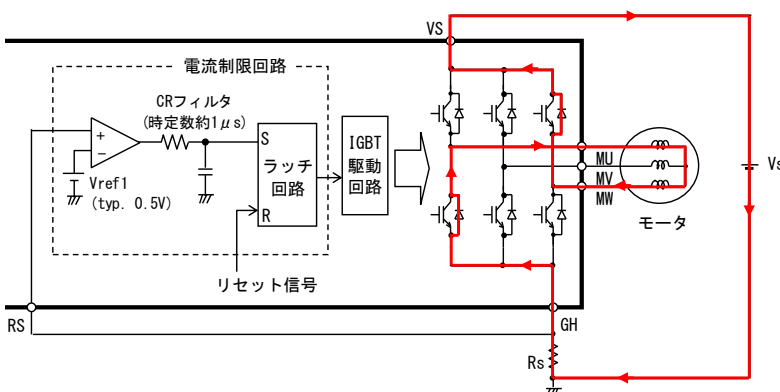 VS
電流制限回路
CRフィルタ
(時定数約1μs)
+
−
Vref1
(typ. 0.5V)
S
ラッチ
回路
R
リセット信号
IGBT
駆動
回路
MU
MV
MW
モータ
Vs
RS
GH
Rs